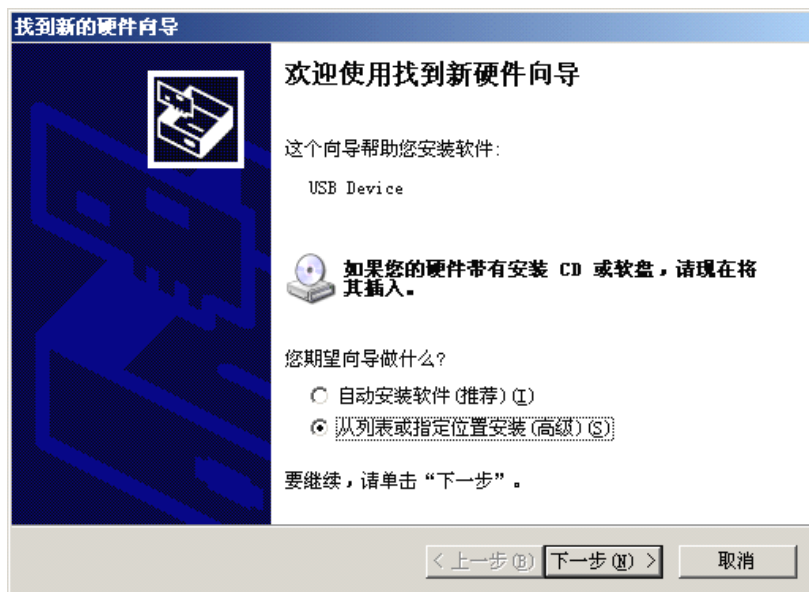 找到新的硬件向导
欢迎使用找到新硬件向导
这个向导帮助您安装软件:
USB Device
如果您的硬件带有安装 CD 或软盘，请现在将
其插入。
您期望向导做什么?
自动安装软件(推荐)(I)
从列表或指定位置安装(高级)(S)
要继续，请单击“下一步”。
< 上一步(B) 下一步(N) > 取消